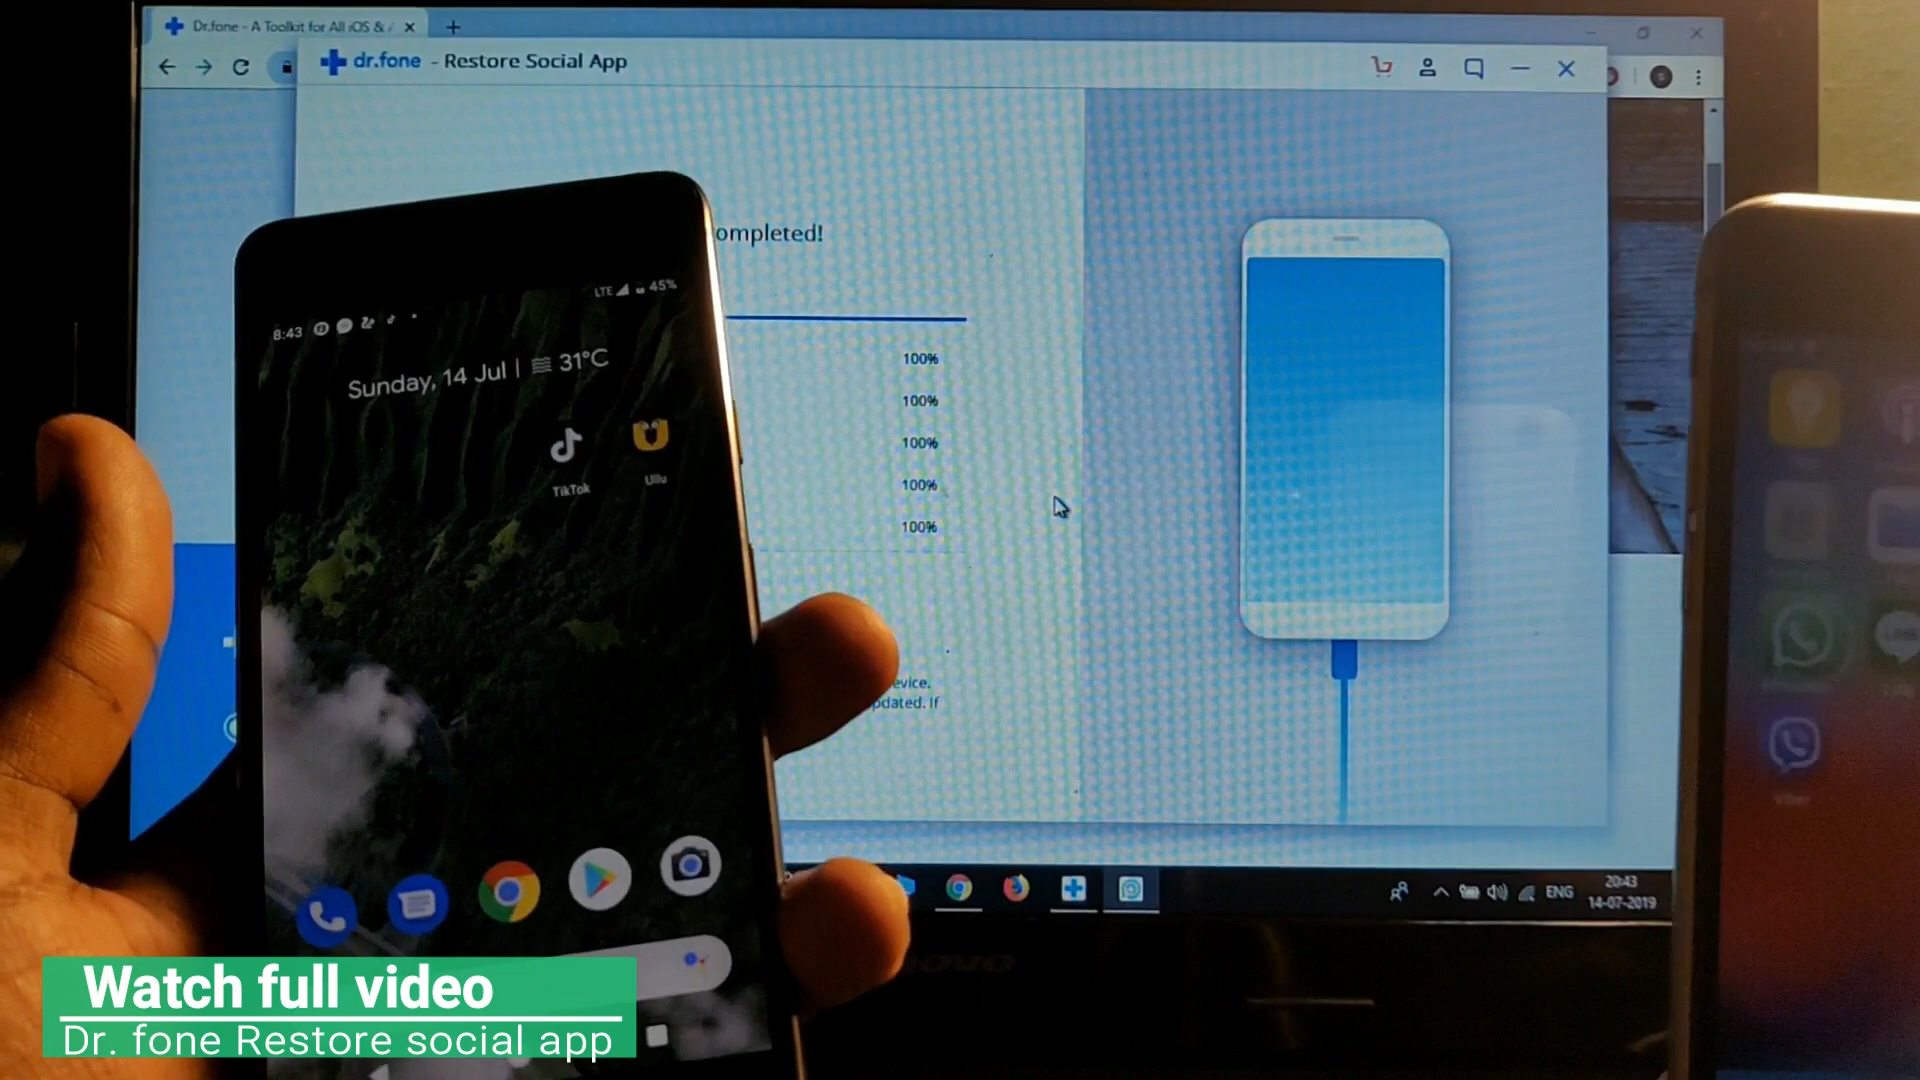 Dr.fone - A Toolkit for All iOS &
dr.fone - Restore Social App
ompleted!
100%
100%
100%
100%
100%
evice.
pdated. If
LTE 45%
8:43
Sunday, 14 Jul | 31°C
TikTok
Ullu
LINE
Viber
ENG
20:43
14-07-2019
Watch full video
Dr. fone Restore social app